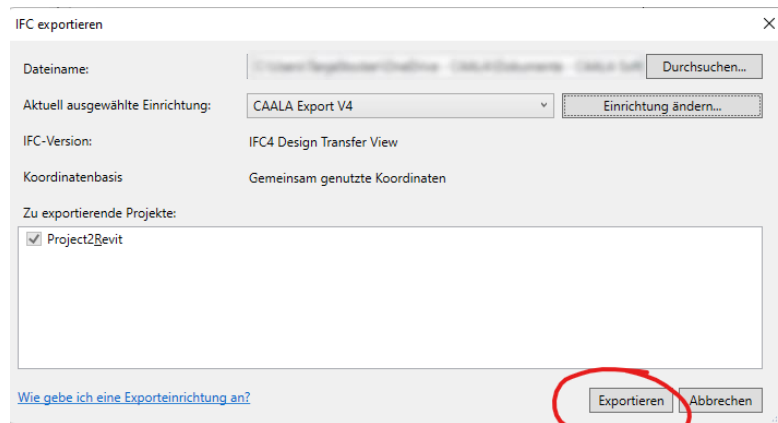 IFC exportieren
Dateiname:
Durchsuchen...
Aktuell ausgewählte Einrichtung: CAALA Export V4 Einrichtung ändern...
IFC-Version: IFC4 Design Transfer View
Koordinatenbasis Gemeinsam genutzte Koordinaten
Zu exportierende Projekte:
Project2Revit
Wie gebe ich eine Exporteinrichtung an? Exportieren Abbrechen